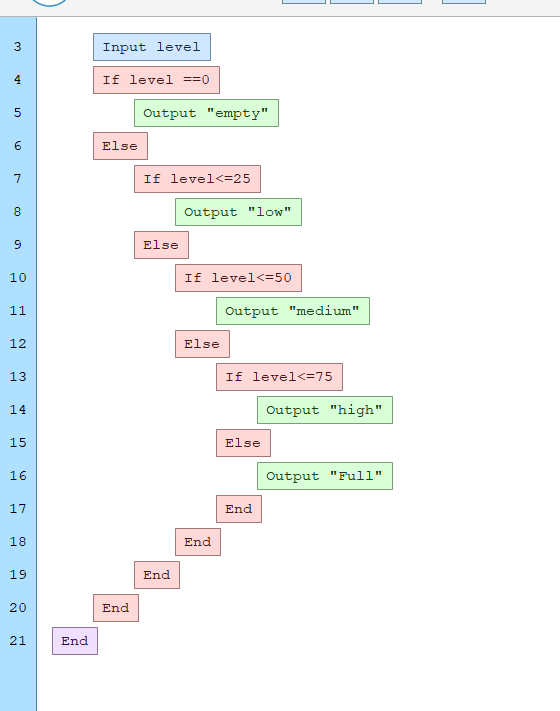 3 Input level
4 If level ==0
5 Output "empty"
6 Else
7 If level<=25
8 Output "low"
9 Else
10 If level<=50
11 Output "medium"
12 Else
13 If level<=75
14 Output "high"
15 Else
16 Output "Full"
17 End
18 End
19 End
20 End
21 End